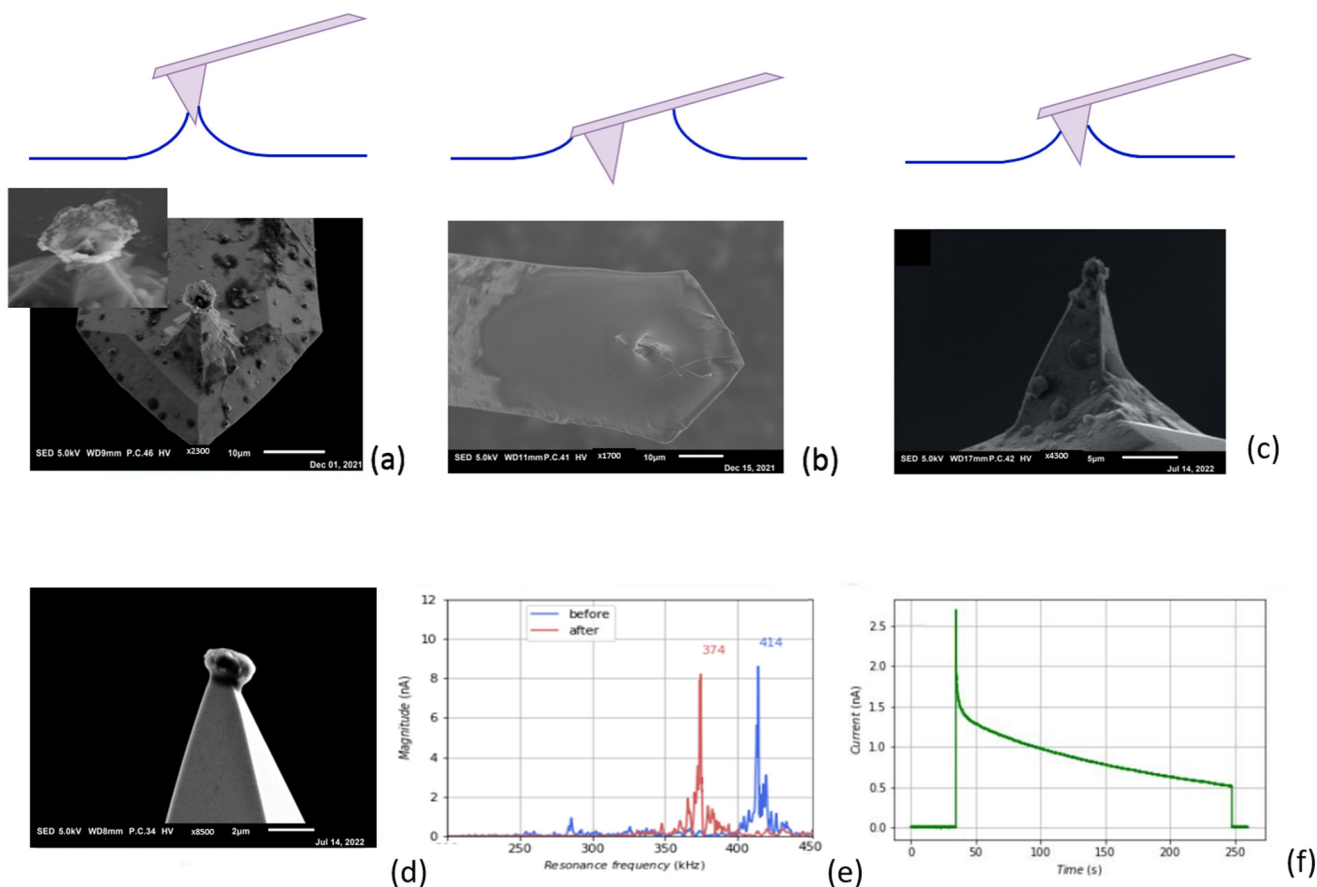 SED 5.0kV WD9mm P.C.46 HV x2300 10µm
Dec 01, 2021
(a)
SED 5.0kV WD11mmP.C.41 HV x1700 10µm
Dec 15, 2021
(b)
SED 5.0kV WD17mmP.C.42 HV x4300 5µm
Jul 14, 2022
(c)
SED 5.0kV WD8mm P.C.34 HV x8500 2µm
Jul 14, 2022
(d)
12
10
8
6
4
2
0
Magnitude (nA)
before
after
374
414
250 300 350 400 450
Resonance frequency (kHz)
(e)
2.5
2.0
1.5
1.0
0.5
0.0
Current (nA)
0 50 100 150 200 250
Time (s)
(f)